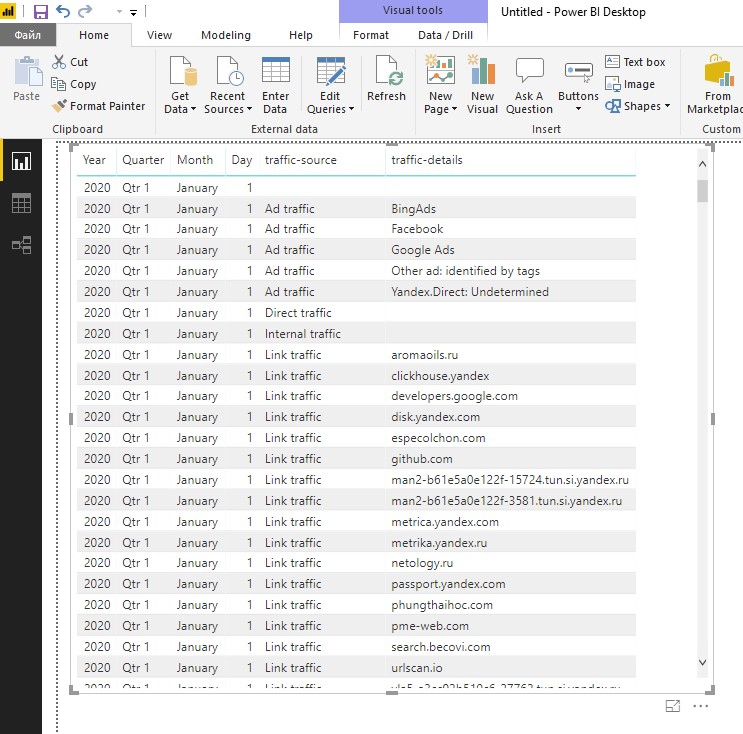 Visual tools
Untitled - Power BI Desktop
Файл Home View Modeling Help Format Data / Drill
Paste
Cut
Copy
Format Painter
Clipboard
Get Data
Recent Sources
Enter Data
Edit Queries
External data
Refresh
New Page
New Visual
Ask A Question
Buttons
Text box
Image
Shapes
Insert
From
Marketplac
Custom
Year Quarter Month Day traffic-source traffic-details
2020 Qtr 1 January 1
2020 Qtr 1 January 1 Ad traffic BingAds
2020 Qtr 1 January 1 Ad traffic Facebook
2020 Qtr 1 January 1 Ad traffic Google Ads
2020 Qtr 1 January 1 Ad traffic Other ad: identified by tags
2020 Qtr 1 January 1 Ad traffic Yandex.Direct: Undetermined
2020 Qtr 1 January 1 Direct traffic
2020 Qtr 1 January 1 Internal traffic
2020 Qtr 1 January 1 Link traffic aromaoils.ru
2020 Qtr 1 January 1 Link traffic clickhouse.yandex
2020 Qtr 1 January 1 Link traffic developers.google.com
2020 Qtr 1 January 1 Link traffic disk.yandex.com
2020 Qtr 1 January 1 Link traffic especolchon.com
2020 Qtr 1 January 1 Link traffic github.com
2020 Qtr 1 January 1 Link traffic man2-b61e5a0e122f-15724.tun.si.yandex.ru
2020 Qtr 1 January 1 Link traffic man2-b61e5a0e122f-3581.tun.si.yandex.ru
2020 Qtr 1 January 1 Link traffic metrica.yandex.com
2020 Qtr 1 January 1 Link traffic metrika.yandex.ru
2020 Qtr 1 January 1 Link traffic netology.ru
2020 Qtr 1 January 1 Link traffic passport.yandex.com
2020 Qtr 1 January 1 Link traffic phungthaihoc.com
2020 Qtr 1 January 1 Link traffic pme-web.com
2020 Qtr 1 January 1 Link traffic search.becovi.com
2020 Qtr 1 January 1 Link traffic urlscan.io
2020 Qtr 1 January 1 Link traffic